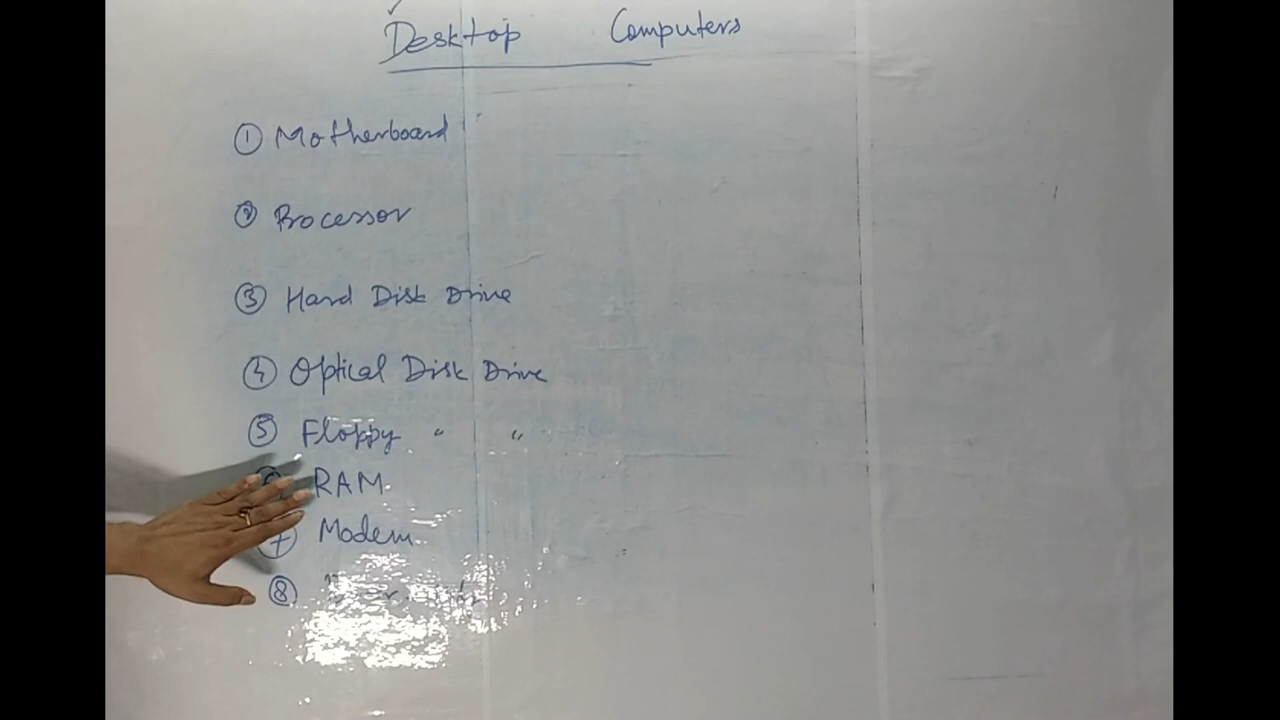 Desktop Computers
① Motherboard
② Processor
③ Hard Disk Drive
④ Optical Disk Drive
⑤ Floppy " "
RAM
⑦ Modem
⑧